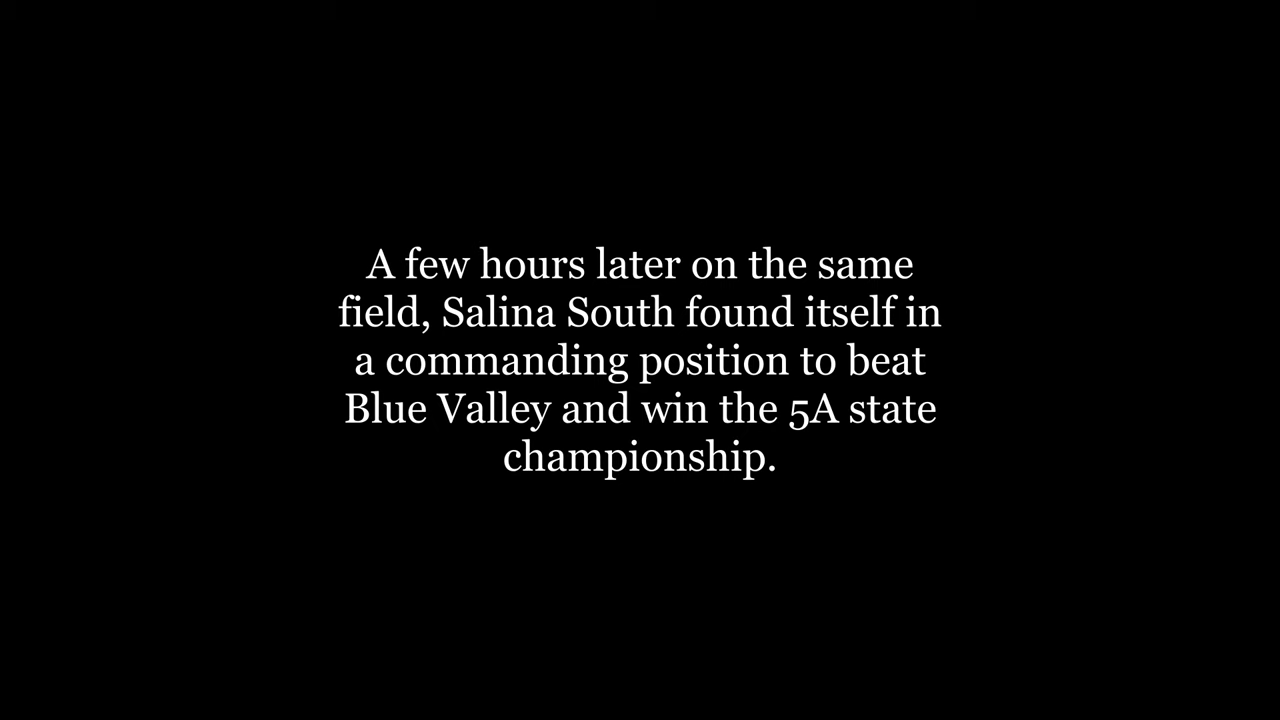 A few hours later on the same
field, Salina South found itself in
a commanding position to beat
Blue Valley and win the 5A state
championship.